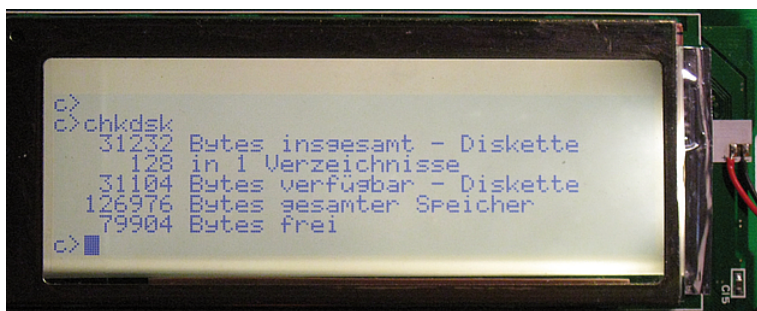 c>
c>chkdsk
31232 Bytes insgesamt - Diskette
128 in 1 Verzeichnisse
31104 Bytes verfügbar - Diskette
126976 Bytes gesamter Speicher
79904 Bytes frei
c>
C15